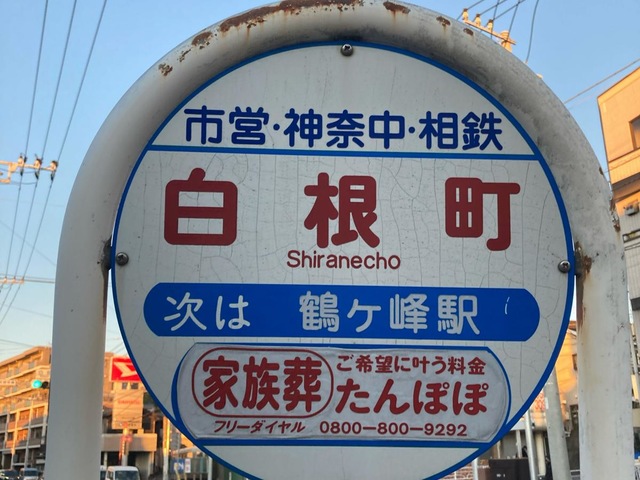 市営・神奈中・相鉄
白根町
Shiranecho
次は 鶴ヶ峰駅
家族葬
ご希望に叶う料金
たんぽぽ
フリーダイヤル 0800-800-9292